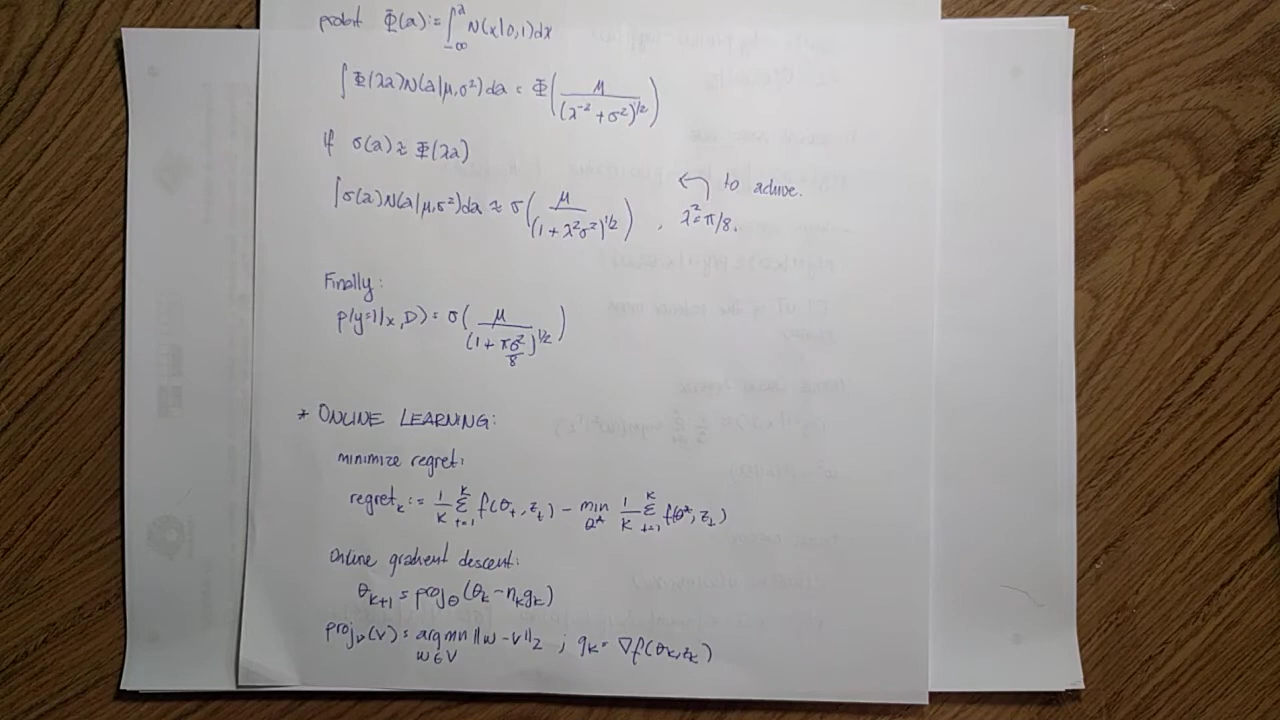 probit Φ(a) := ∫_{-∞}^{a} N(x|0,1)dx
∫Φ(λa)N(a|μ,σ²)da = Φ(μ/(λ⁻² + σ²)^{1/2})
if σ(a) ≈ Φ(λa)
∫σ(a)N(a|μ,σ²)da ≈ σ(μ/(1 + λ²σ²)^{1/2}) , λ² = π/8.
to achive.
Finally:
p(y=1|x,D) = σ(μ/(1 + πσ²/8)^{1/2})
* ONLINE LEARNING:
minimize regret:
regret_k := 1/K Σ_{t=1}^{K} f(θ_t, z_t) - min_{θ*} 1/K Σ_{t=1}^{K} f(θ*, z_t)
Online gradient descent:
θ_{k+1} = proj_Θ(θ_k - η_k g_k)
proj_V(v) = argmin_{w∈V} ||w - v||_2 ; g_k = ∇f(θ_k, z_k)